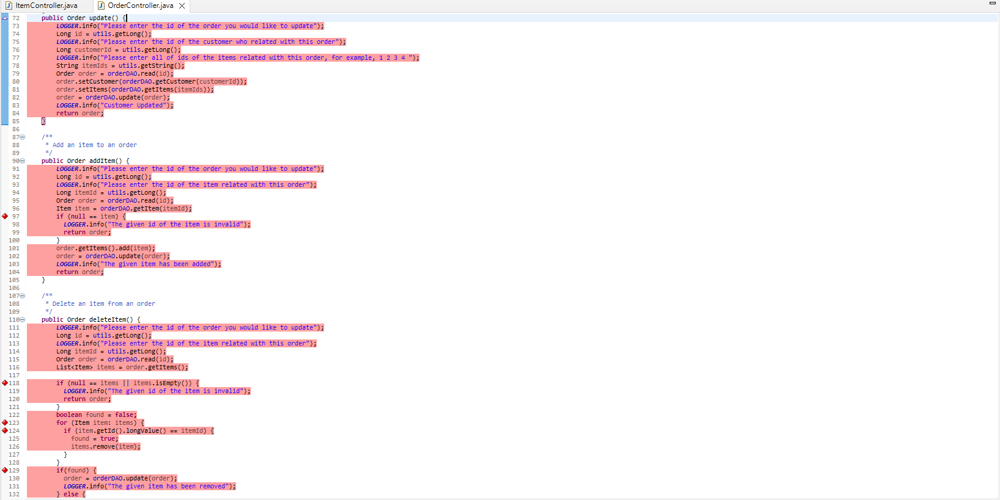 ItemController.java OrderController.java
72 public Order update() {
73 LOGGER.info("Please enter the id of the order you would like to update");
74 Long id = utils.getLong();
75 LOGGER.info("Please enter the id of the customer who related with this order");
76 Long customerId = utils.getLong();
77 LOGGER.info("Please enter all of ids of the items related with this order, for example, 1 2 3 4 ");
78 String itemIds = utils.getString();
79 Order order = orderDAO.read(id);
80 order.setCustomer(orderDAO.getCustomer(customerId));
81 order.setItems(orderDAO.getItems(itemIds));
82 order = orderDAO.update(order);
83 LOGGER.info("Customer Updated");
84 return order;
85 }
86
87 /**
88 * Add an item to an order
89 */
90 public Order addItem() {
91 LOGGER.info("Please enter the id of the order you would like to update");
92 Long id = utils.getLong();
93 LOGGER.info("Please enter the id of the item related with this order");
94 Long itemId = utils.getLong();
95 Order order = orderDAO.read(id);
96 Item item = orderDAO.getItem(itemId);
97 if (null == item) {
98 LOGGER.info("The given id of the item is invalid");
99 return order;
100 }
101 order.getItems().add(item);
102 order = orderDAO.update(order);
103 LOGGER.info("The given item has been added");
104 return order;
105 }
106
107 /**
108 * Delete an item from an order
109 */
110 public Order deleteItem() {
111 LOGGER.info("Please enter the id of the order you would like to update");
112 Long id = utils.getLong();
113 LOGGER.info("Please enter the id of the item related with this order");
114 Long itemId = utils.getLong();
115 Order order = orderDAO.read(id);
116 List<Item> items = order.getItems();
117
118 if (null == items || items.isEmpty()) {
119 LOGGER.info("The given id of the item is invalid");
120 return order;
121 }
122 boolean found = false;
123 for (Item item: items) {
124 if (item.getId().longValue() == itemId) {
125 found = true;
126 items.remove(item);
127 }
128 }
129 if(found) {
130 order = orderDAO.update(order);
131 LOGGER.info("The given item has been removed");
132 } else {